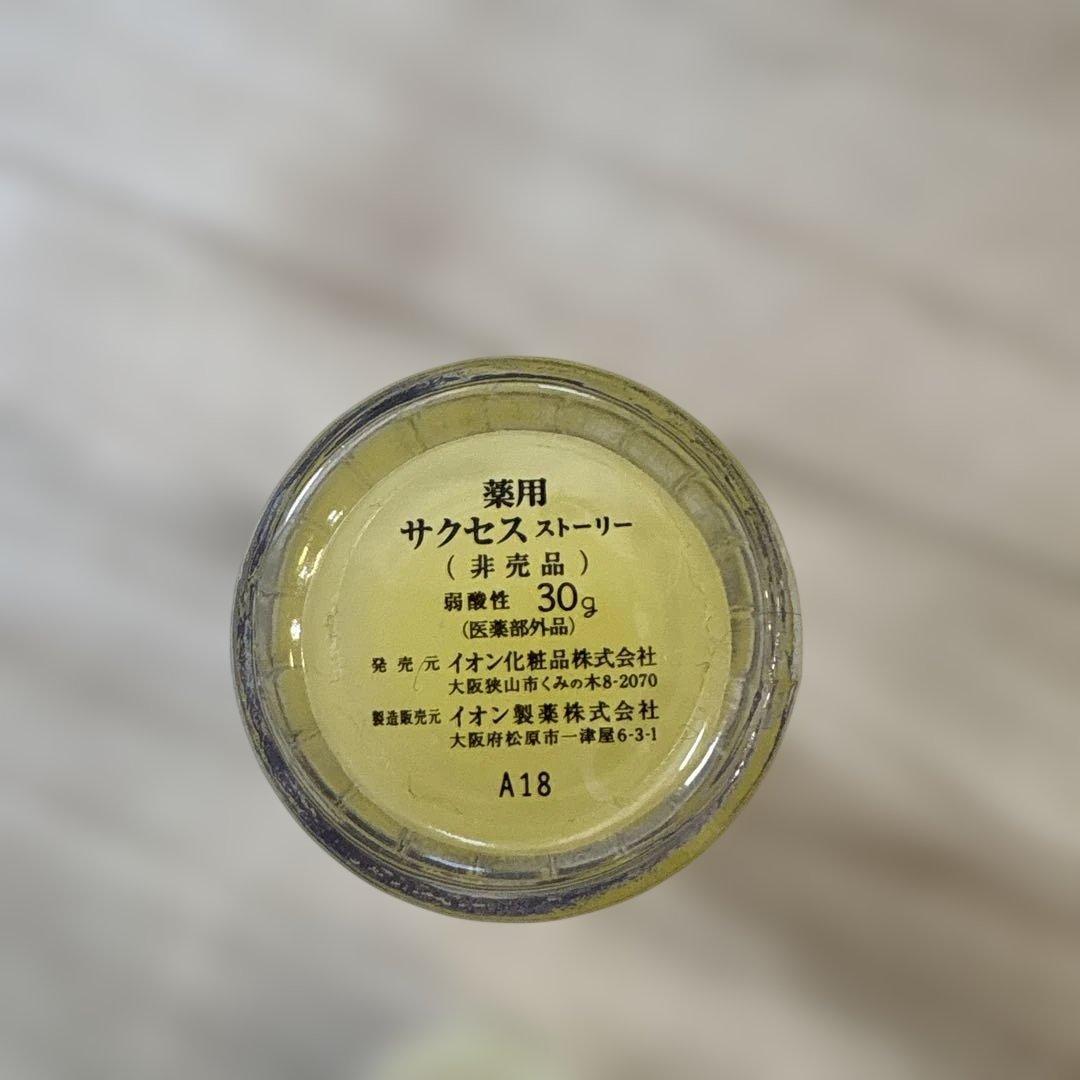 薬用
サクセスストーリー
(非売品)
弱酸性 30g
(医薬部外品)
発売元 イオン化粧品株式会社
大阪狭山市くみの木8-2070
製造販売元 イオン製薬株式会社
大阪府松原市一津屋6-3-1
A18